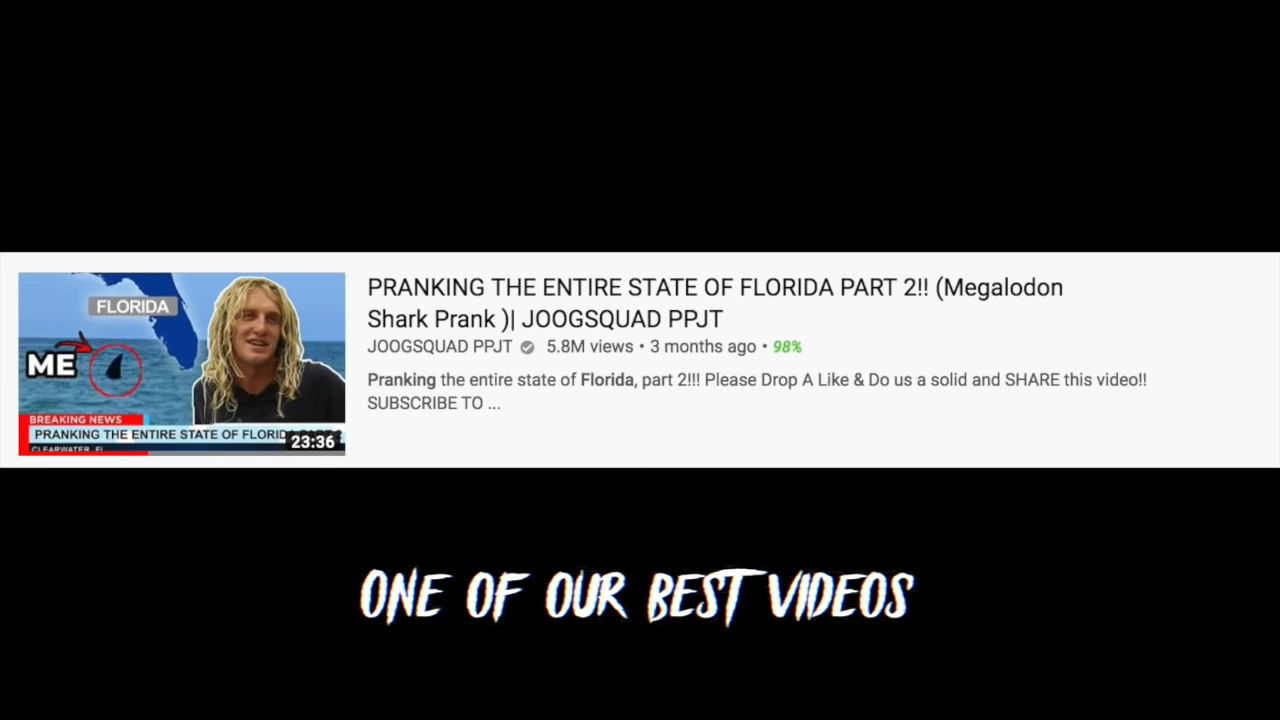 FLORIDA
ME
BREAKING NEWS
PRANKING THE ENTIRE STATE OF FLORID
CLEARWATER, FL
23:36
PRANKING THE ENTIRE STATE OF FLORIDA PART 2!! (Megalodon
Shark Prank )| JOOGSQUAD PPJT
JOOGSQUAD PPJT 5.8M views • 3 months ago • 98%
Pranking the entire state of Florida, part 2!!! Please Drop A Like & Do us a solid and SHARE this video!!
SUBSCRIBE TO ...
ONE OF OUR BEST VIDEOS